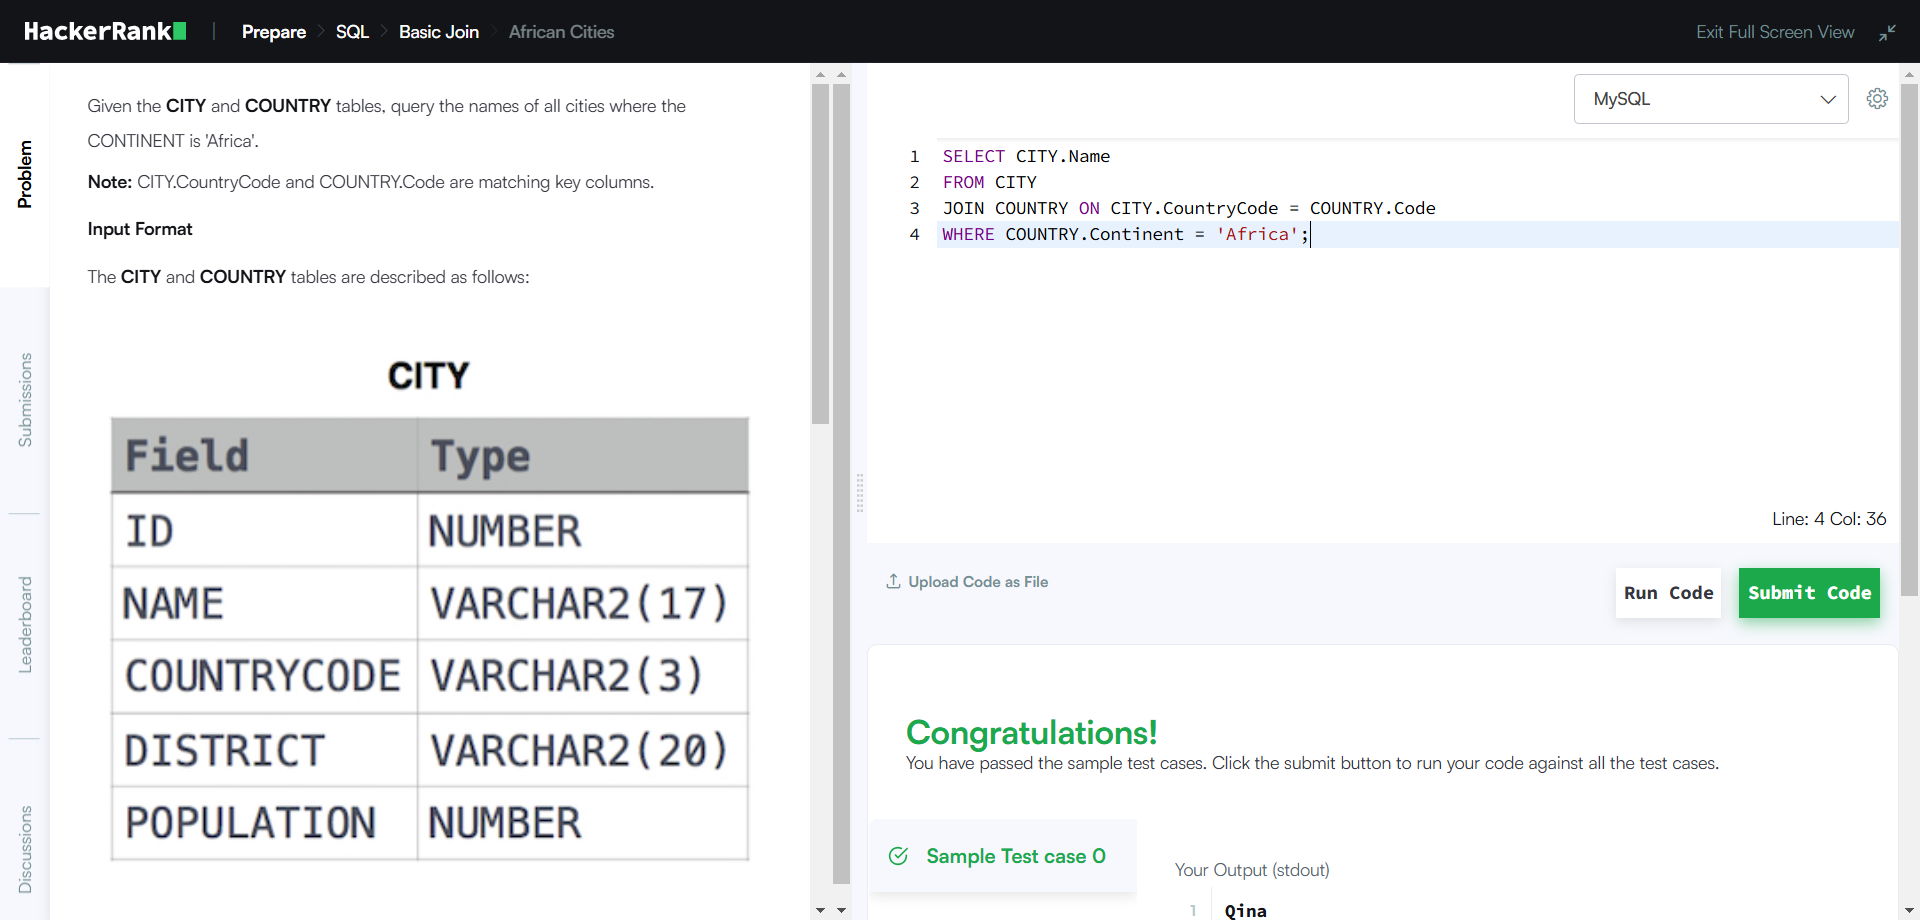 HackerRank | Prepare > SQL > Basic Join > African Cities
Exit Full Screen View
Problem
Submissions
Leaderboard
Discussions
Given the CITY and COUNTRY tables, query the names of all cities where the
CONTINENT is 'Africa'.
Note: CITY.CountryCode and COUNTRY.Code are matching key columns.
Input Format
The CITY and COUNTRY tables are described as follows:
CITY
Field Type
ID NUMBER
NAME VARCHAR2(17)
COUNTRYCODE VARCHAR2(3)
DISTRICT VARCHAR2(20)
POPULATION NUMBER
MySQL
1 SELECT CITY.Name
2 FROM CITY
3 JOIN COUNTRY ON CITY.CountryCode = COUNTRY.Code
4 WHERE COUNTRY.Continent = 'Africa';
Line: 4 Col: 36
Upload Code as File
Run Code
Submit Code
Congratulations!
You have passed the sample test cases. Click the submit button to run your code against all the test cases.
Sample Test case 0
Your Output (stdout)
1 Qina